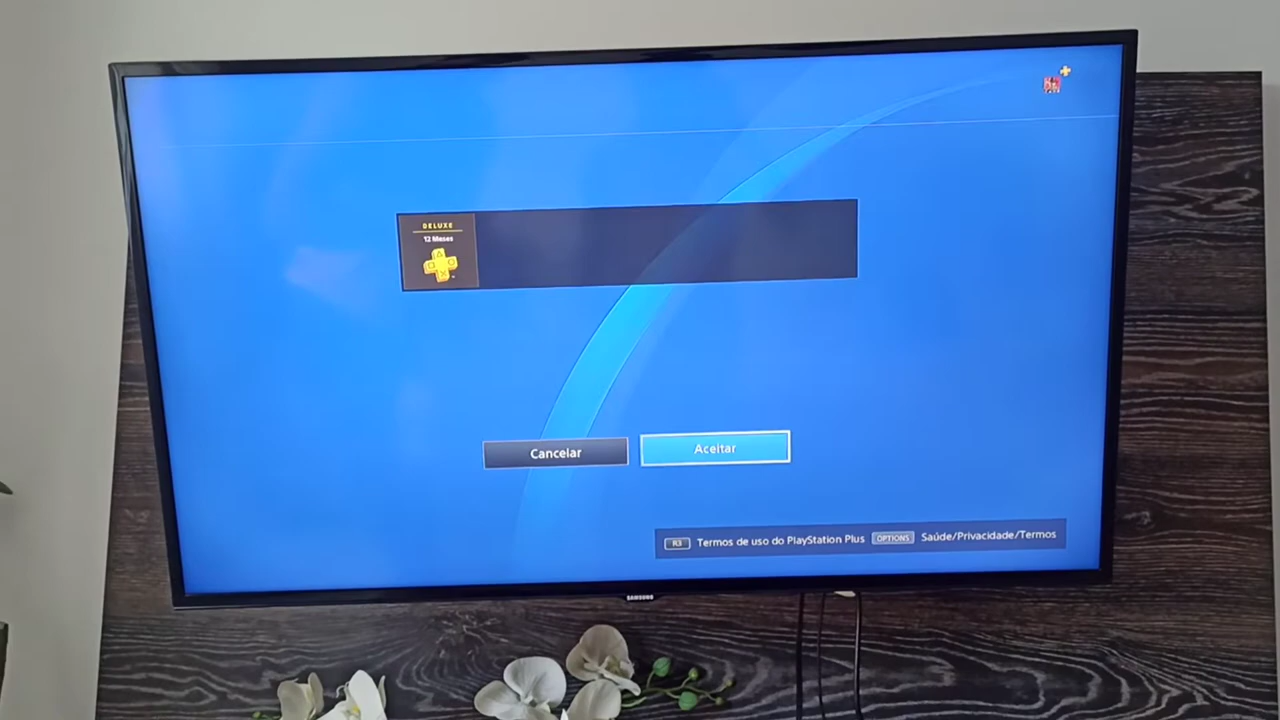 DELUXE
12 Meses
Cancelar
Aceitar
R3 Termos de uso do PlayStation Plus OPTIONS Saúde/Privacidade/Termos
SAMSUNG